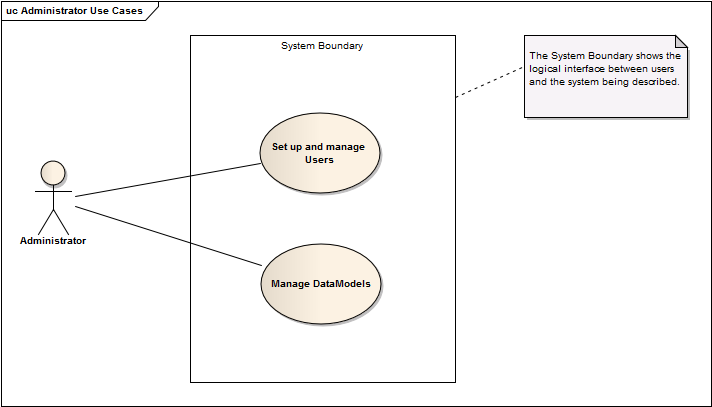 uc Administrator Use Cases
System Boundary
The System Boundary shows the
logical interface between users
and the system being described.
Set up and manage
Users
Administrator
Manage DataModels